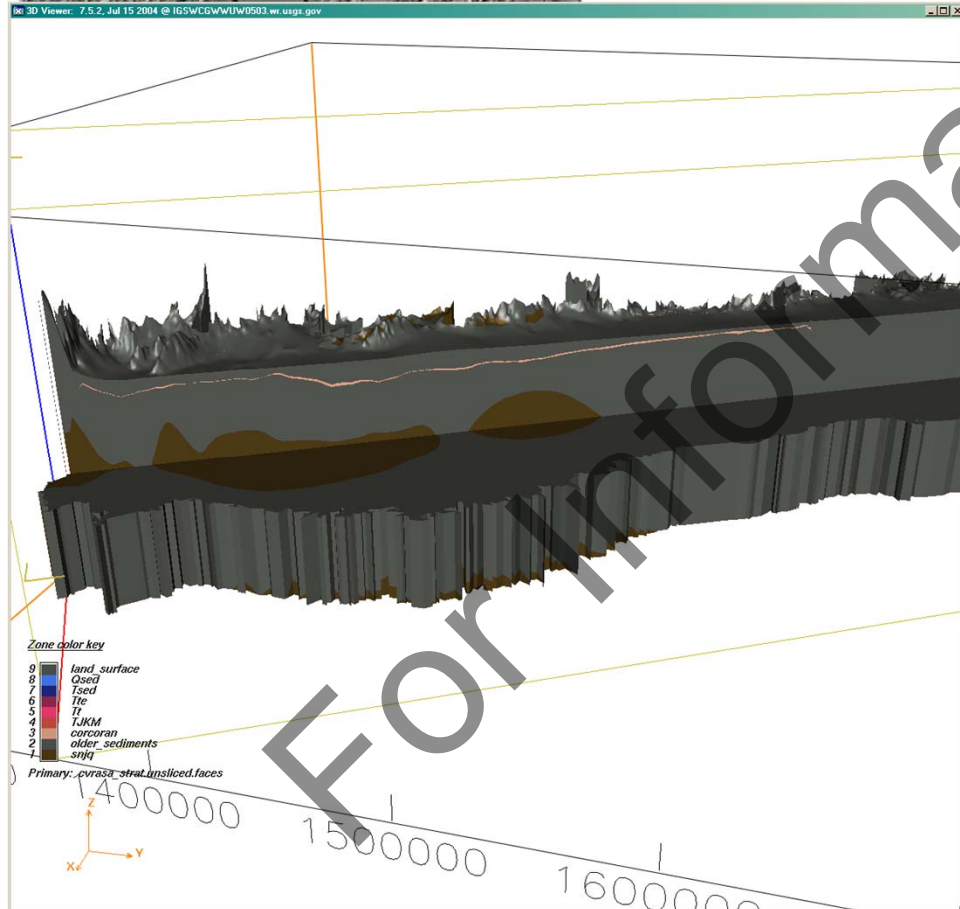 3D Viewer: 7.5.2, Jul 15 2004 @ IGSWCGWWUW0503.wr.usgs.gov
For Informa
Zone color key
9 land_surface
8 Qsed
7 Tsed
6 Tte
5 Tt
4 TJKM
3 corcoran
2 older_sediments
1 snjq
Primary: cvrasa_strat.unsliced.faces
1400000
1500000
1600000
Z
X
Y